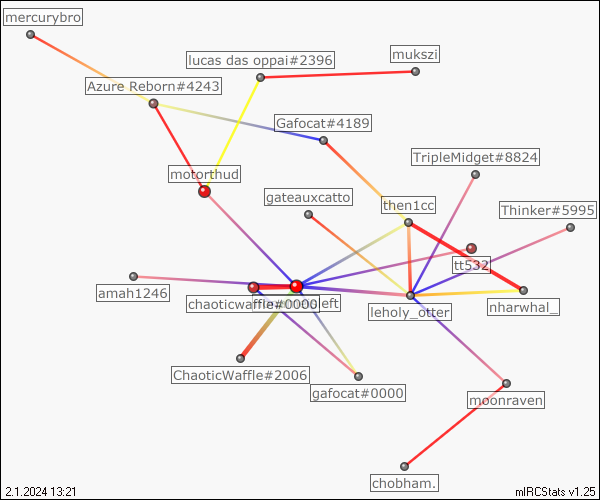 mercurybro
lucas das oppai#2396
mukszi
Azure Reborn#4243
Gafocat#4189
TripleMidget#8824
motorthud
gateauxcatto
then1cc
Thinker#5995
tt532
amah1246
chaoticwaffle#0000
left
leholy_otter
nharwhal_
ChaoticWaffle#2006
gafocat#0000
moonraven
chobham.
2.1.2024 13:21
mIRCStats v1.25